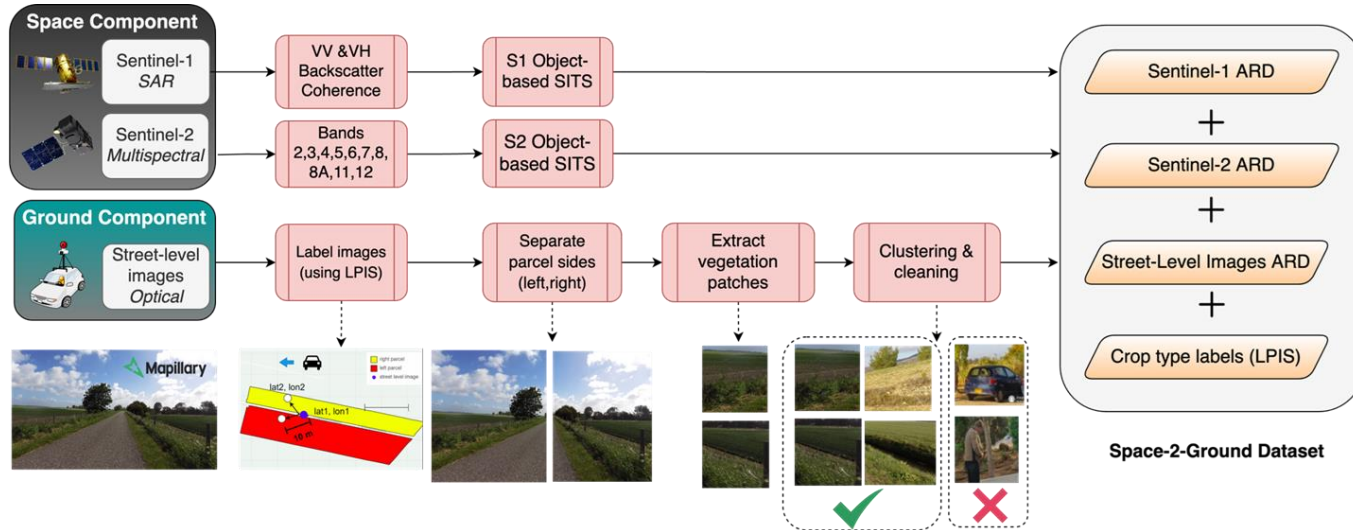 Space Component
Sentinel-1
SAR
Sentinel-2
Multispectral
VV &VH
Backscatter
Coherence
S1 Object-
based SITS
Bands
2,3,4,5,6,7,8,
8A,11,12
S2 Object-
based SITS
Ground Component
Street-level
images
Optical
Label images
(using LPIS)
Separate
parcel sides
(left,right)
Extract
vegetation
patches
Clustering &
cleaning
Sentinel-1 ARD
+
Sentinel-2 ARD
+
Street-Level Images ARD
+
Crop type labels (LPIS)
Space-2-Ground Dataset
Mapillary
right parcel
left parcel
street level image
lat2, lon2
lat1, lon1
10 m